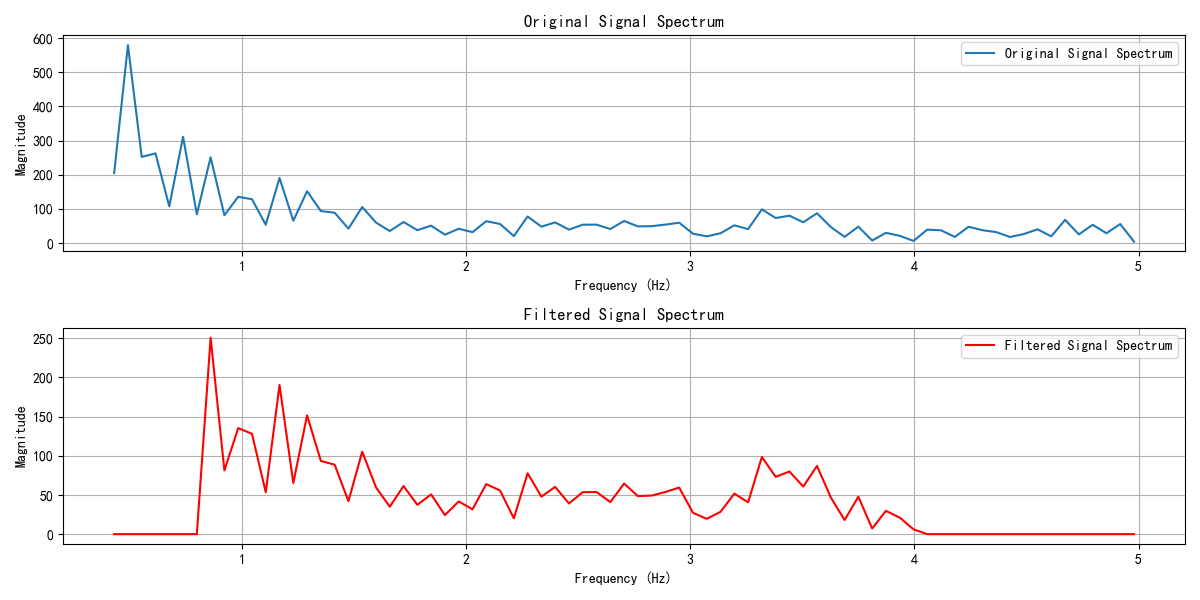 Original Signal Spectrum
600
500
400
300
200
100
0
Magnitude
Original Signal Spectrum
1 2 3 4 5
Frequency (Hz)
Filtered Signal Spectrum
250
200
150
100
50
0
Magnitude
Filtered Signal Spectrum
1 2 3 4 5
Frequency (Hz)